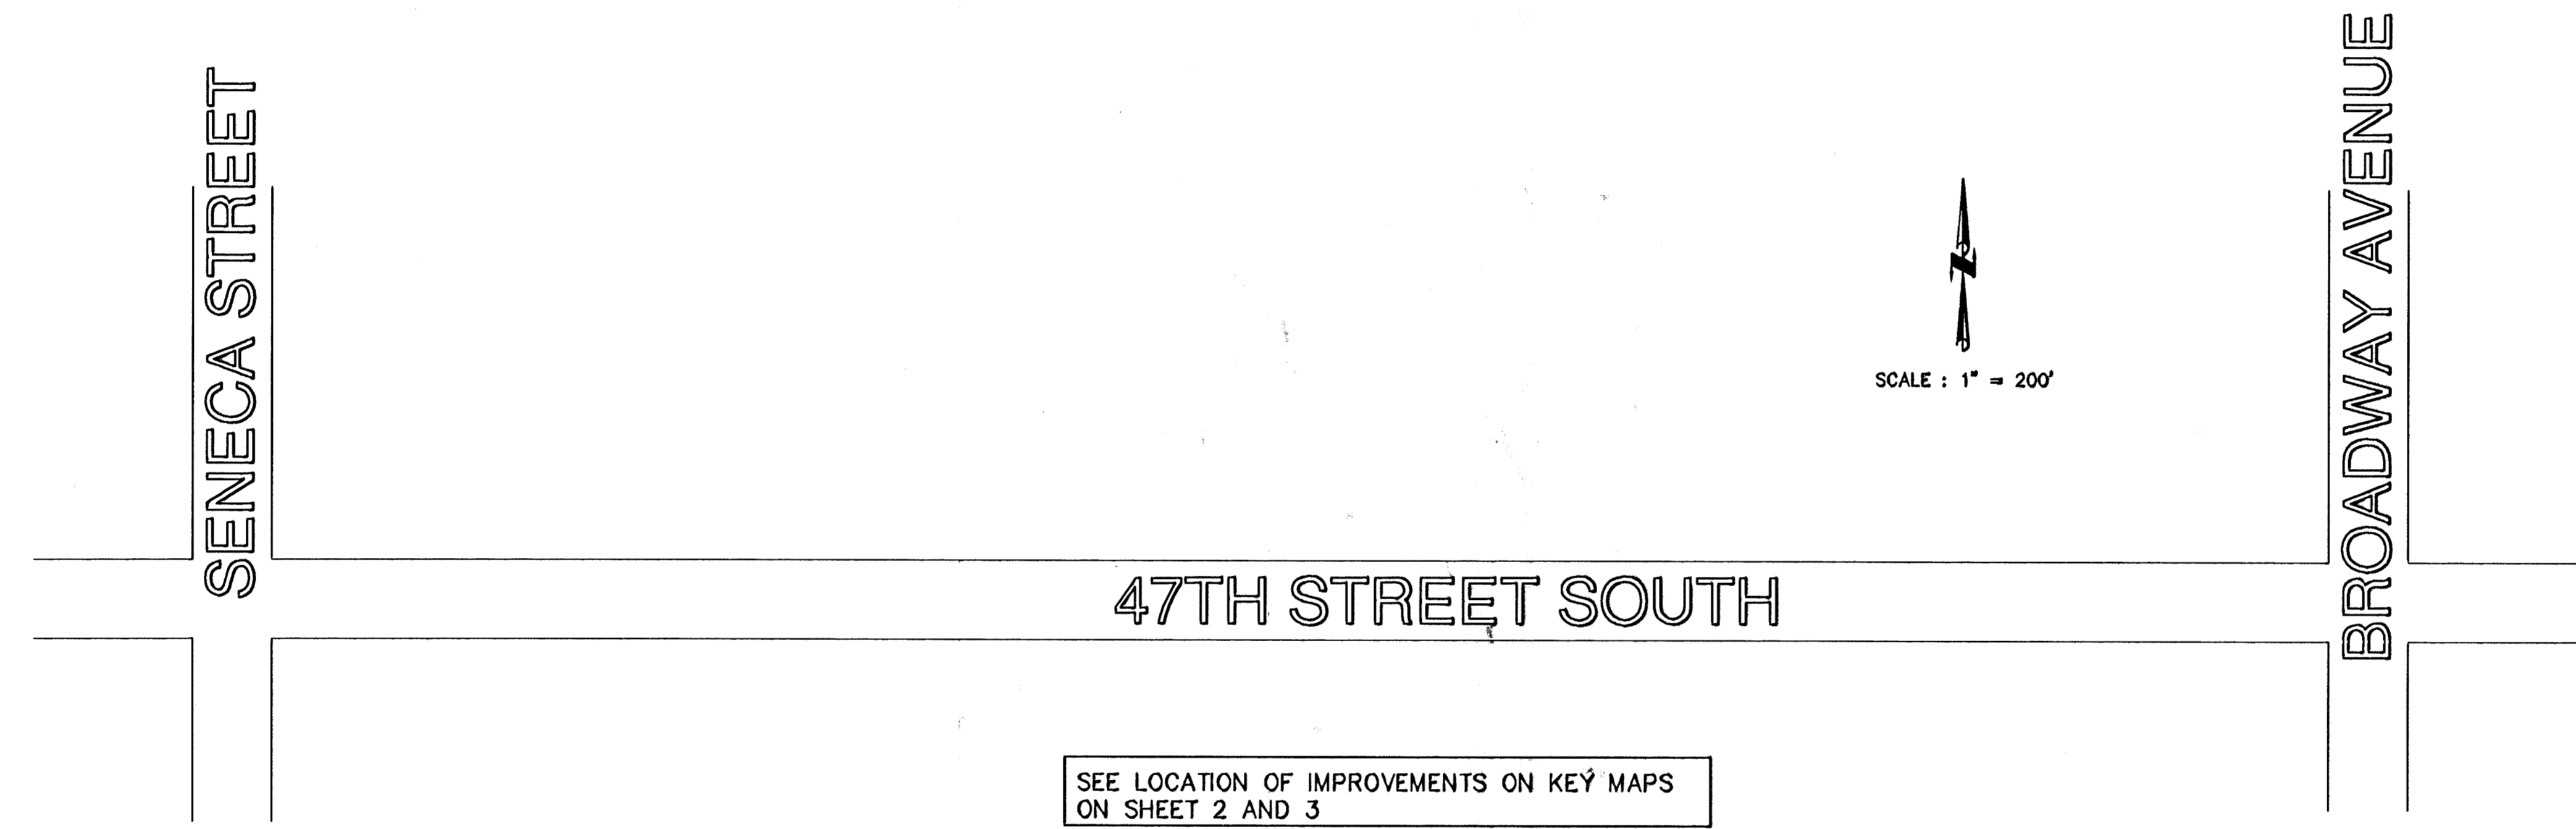 SENECA STREET
BROADWAY AVENUE
SCALE : 1" = 200'
47TH STREET SOUTH
SEE LOCATION OF IMPROVEMENTS ON KEY MAPS
ON SHEET 2 AND 3